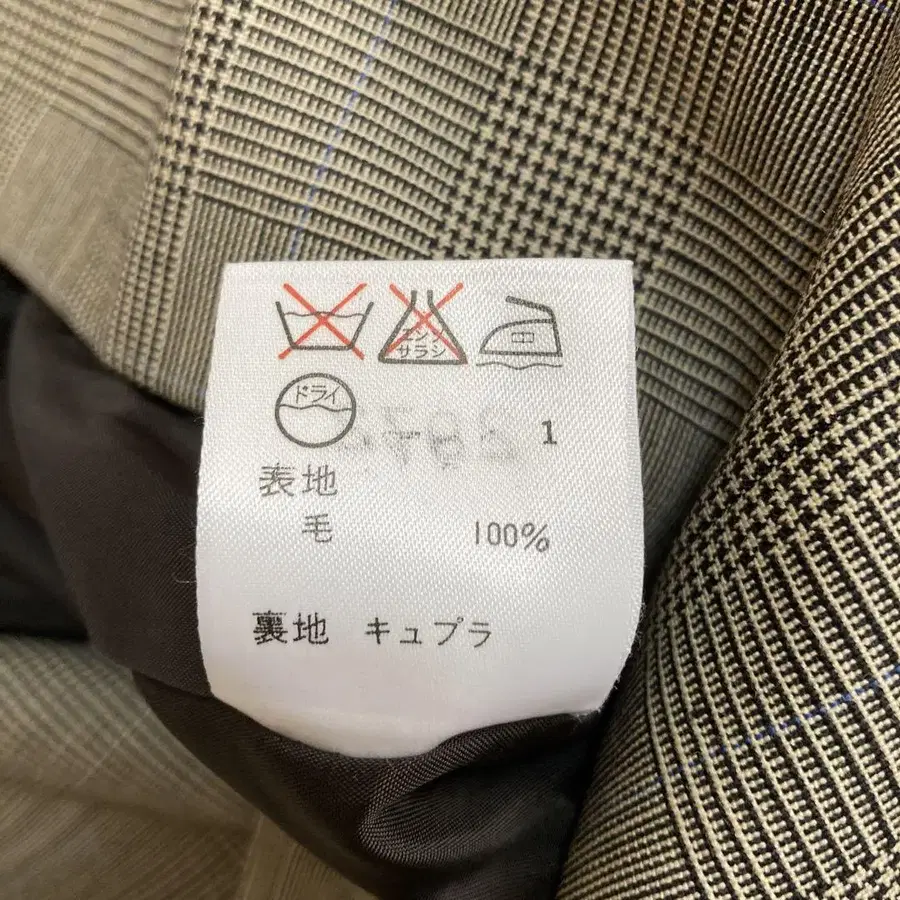 エンソ
サラシ
中
ドライ
1
表地
毛 100%
裏地 キュプラ